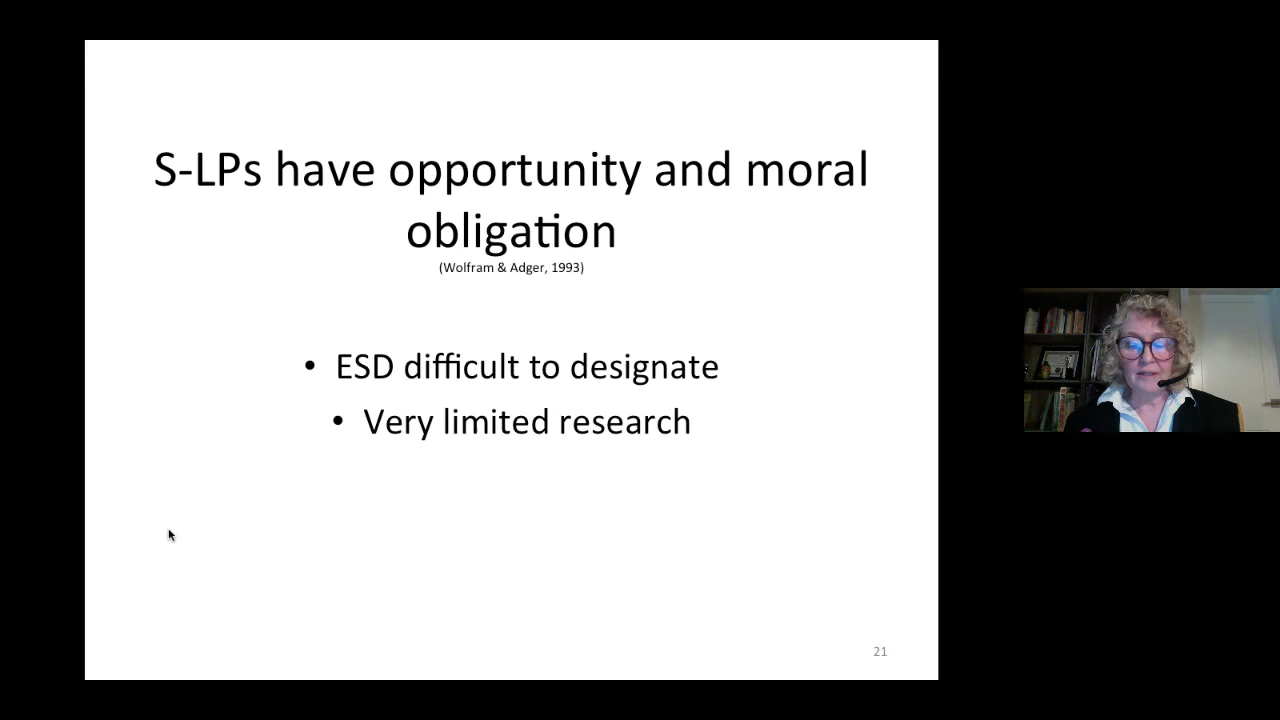 S-LPs have opportunity and moral
obligation
(Wolfram & Adger, 1993)
• ESD difficult to designate
• Very limited research
21